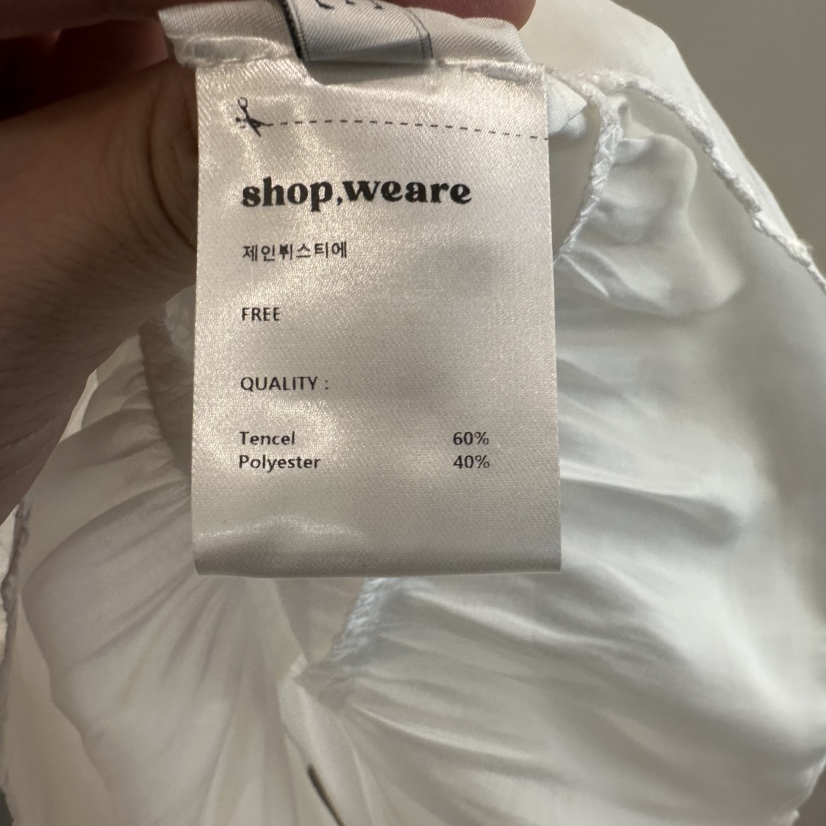 shop,weare
제인뷔스티에
FREE
QUALITY :
Tencel 60%
Polyester 40%